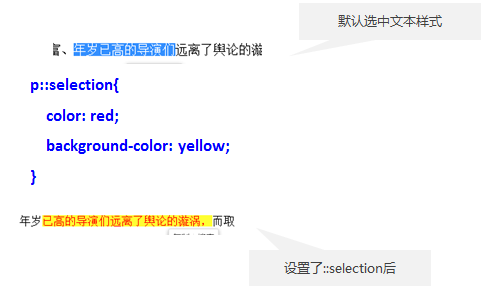 默认选中文本样式
富、年岁已高的导演们远离了舆论的漩
p::selection{
color: red;
background-color: yellow;
}
年岁已高的导演们远离了舆论的漩涡，而取
设置了::selection后